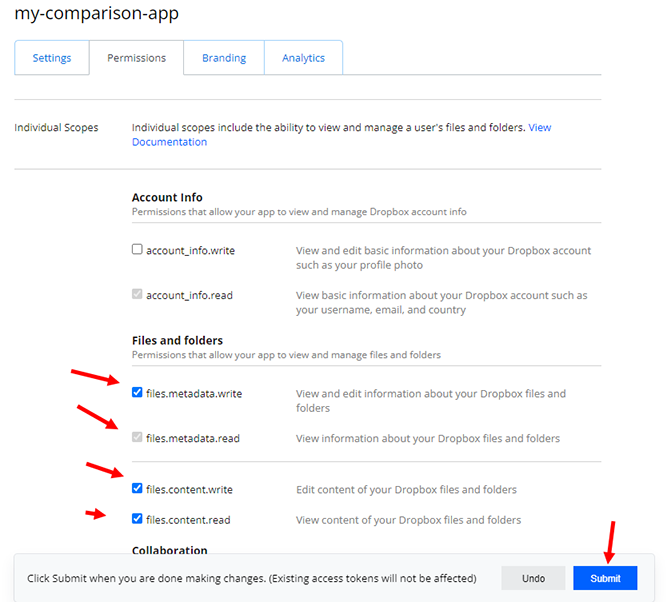 my-comparison-app
Settings
Permissions
Branding
Analytics
Individual Scopes
Individual scopes include the ability to view and manage a user's files and folders. View
Documentation
Account Info
Permissions that allow your app to view and manage Dropbox account info
account_info.write
View and edit basic information about your Dropbox account
such as your profile photo
account_info.read
View basic information about your Dropbox account such as
your username, email, and country
Files and folders
Permissions that allow your app to view and manage files and folders
files.metadata.write
View and edit information about your Dropbox files and
folders
files.metadata.read
View information about your Dropbox files and folders
files.content.write
Edit content of your Dropbox files and folders
files.content.read
View content of your Dropbox files and folders
Collaboration
Click Submit when you are done making changes. (Existing access tokens will not be affected)
Undo
Submit